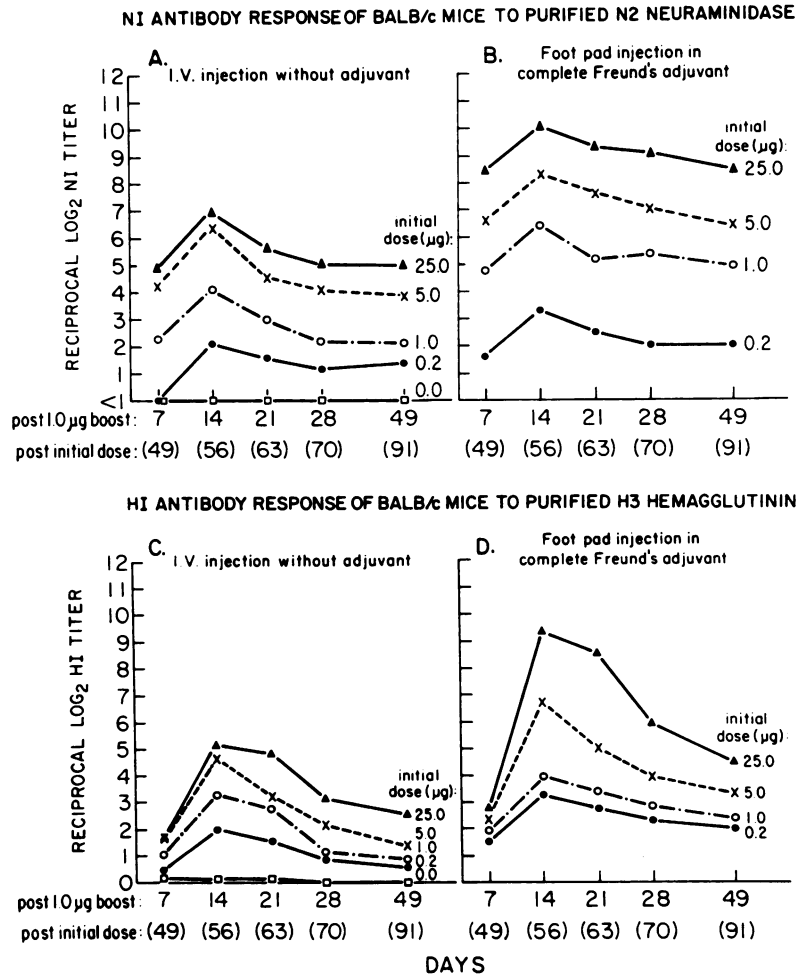 NI ANTIBODY RESPONSE OF BALB/c MICE TO PURIFIED N2 NEURAMINIDASE
A.
I.V. injection without adjuvant
B.
Foot pad injection in
complete Freund's adjuvant
RECIPROCAL LOG2 NI TITER
12
11
10
9
8
7
6
5
4
3
2
1
<1
initial
dose (µg):
25.0
5.0
1.0
0.2
0.0
initial
dose (µg):
25.0
5.0
1.0
0.2
post 1.0 µg boost: 7 14 21 28 49 7 14 21 28 49
post initial dose: (49) (56) (63) (70) (91) (49) (56) (63) (70) (91)
HI ANTIBODY RESPONSE OF BALB/c MICE TO PURIFIED H3 HEMAGGLUTININ
C.
I.V. injection without adjuvant
D.
Foot pad injection in
complete Freund's adjuvant
RECIPROCAL LOG2 HI TITER
12
11
10
9
8
7
6
5
4
3
2
1
0
initial
dose (µg):
25.0
5.0
1.0
0.2
0.0
initial
dose (µg):
25.0
5.0
1.0
0.2
post 1.0 µg boost: 7 14 21 28 49 7 14 21 28 49
post initial dose: (49) (56) (63) (70) (91) (49) (56) (63) (70) (91)
DAYS